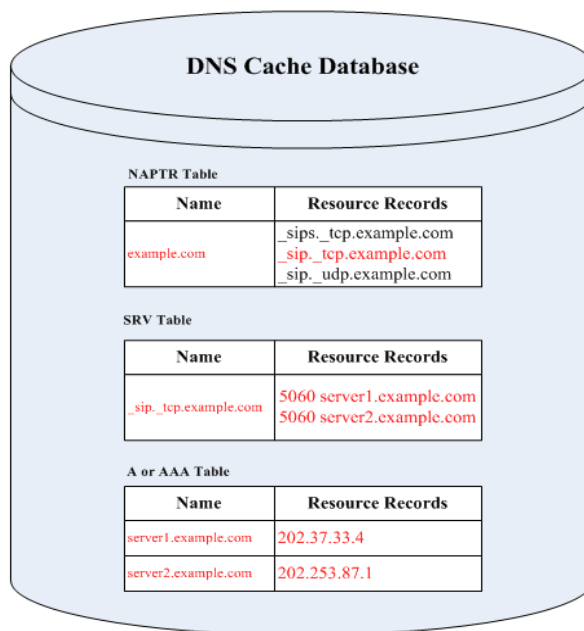 DNS Cache Database
NAPTR Table
Name Resource Records
example.com
_sips._tcp.example.com
_sip._tcp.example.com
_sip._udp.example.com
SRV Table
Name Resource Records
_sip._tcp.example.com
5060 server1.example.com
5060 server2.example.com
A or AAA Table
Name Resource Records
server1.example.com 202.37.33.4
server2.example.com 202.253.87.1